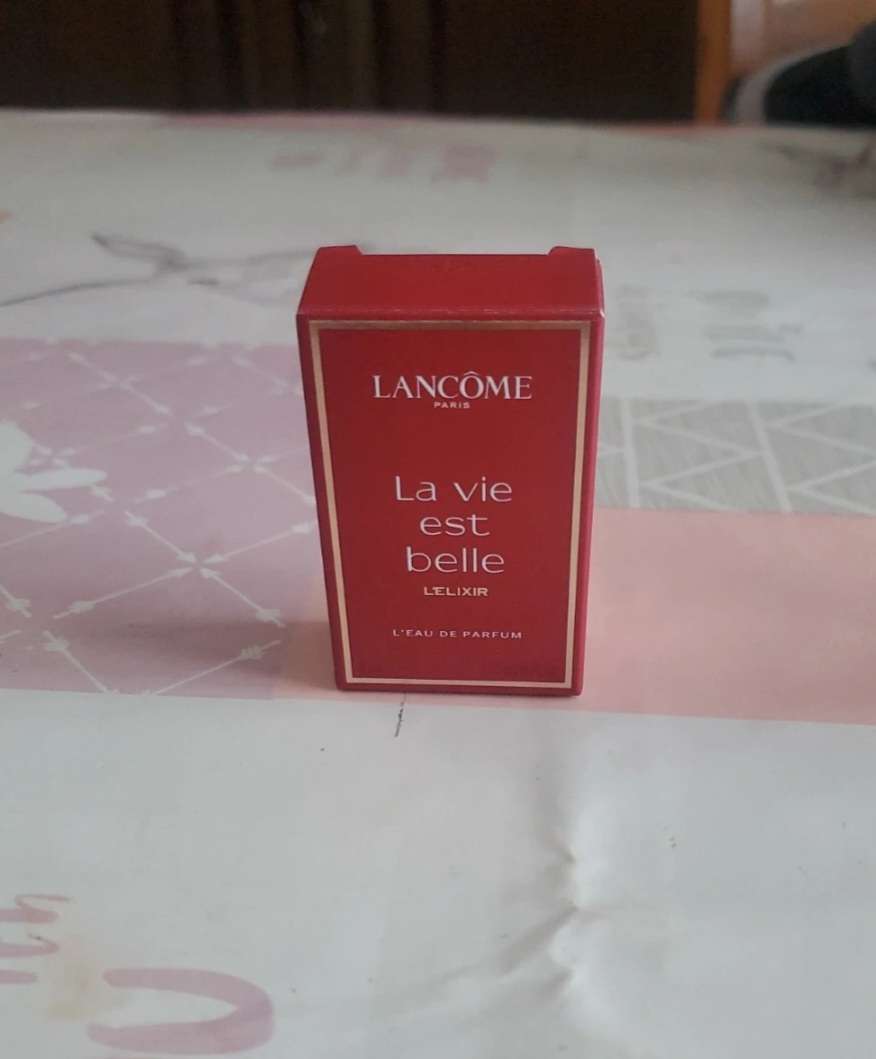 LANCÔME
PARIS
La vie
est
belle
L'ELIXIR
L'EAU DE PARFUM